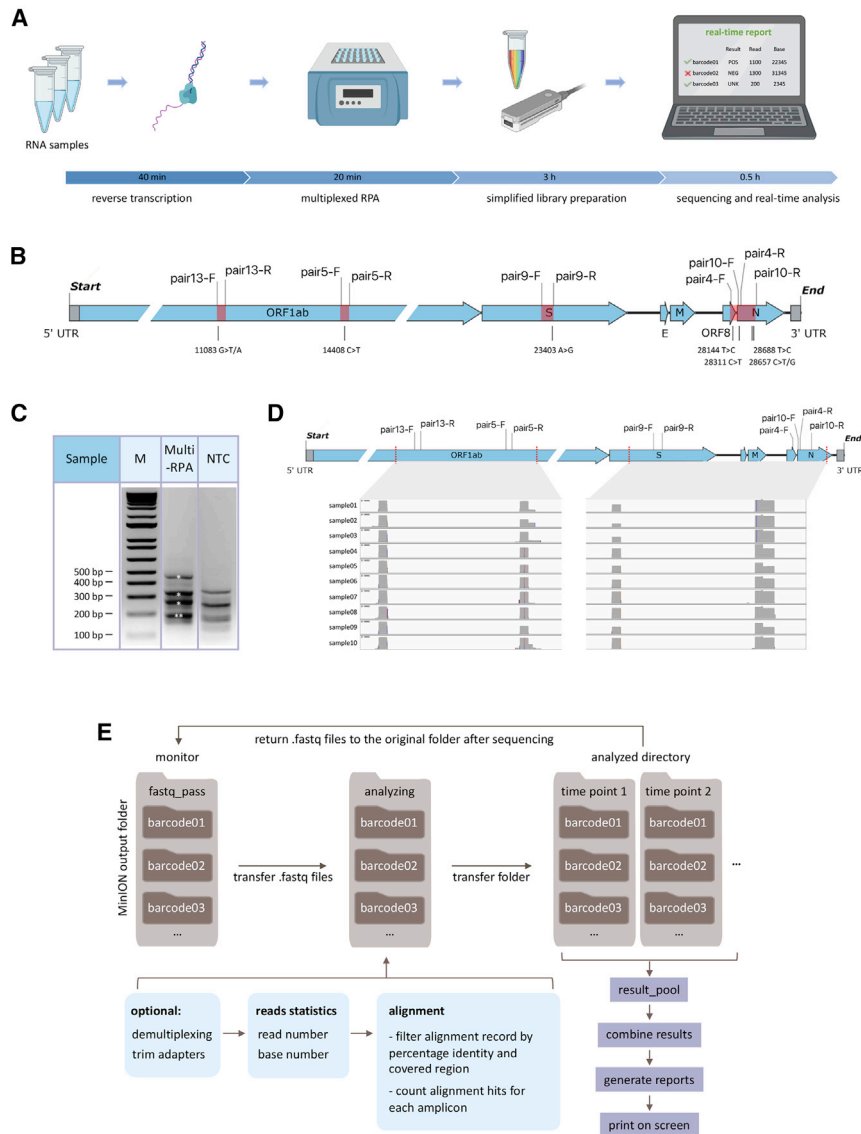 A
real-time report
Result Read Base
barcode01 POS 1100 22345
barcode02 NEG 1300 31345
barcode03 UNK 200 2345
RNA samples
40 min 20 min 3 h 0.5 h
reverse transcription multiplexed RPA simplified library preparation sequencing and real-time analysis
B
pair13-F pair13-R pair5-F pair5-R pair9-F pair9-R pair10-F pair4-R
pair4-F pair10-R
Start End
ORF1ab S M N
5' UTR E ORF8 3' UTR
11083 G>T/A 14408 C>T 23403 A>G 28144 T>C 28688 T>C
28311 C>T 28657 C>T/G
C
Sample M Multi-RPA NTC
500 bp
400 bp
300 bp
200 bp
100 bp
D
pair13-F pair13-R pair5-F pair5-R pair9-F pair9-R pair10-F pair4-R
pair4-F pair10-R
Start End
ORF1ab S M N
5' UTR 3' UTR
sample01
sample02
sample03
sample04
sample05
sample06
sample07
sample08
sample09
sample10
E
return .fastq files to the original folder after sequencing
monitor analyzed directory
MinION output folder
fastq_pass analyzing time point 1 time point 2
barcode01 barcode01 barcode01 barcode01
barcode02 barcode02 barcode02 barcode02
transfer .fastq files transfer folder ...
barcode03 barcode03 barcode03 barcode03
... ... ... ...
optional:
demultiplexing
trim adapters
reads statistics
read number
base number
alignment
- filter alignment record by
percentage identity and
covered region
- count alignment hits for
each amplicon
result_pool
combine results
generate reports
print on screen